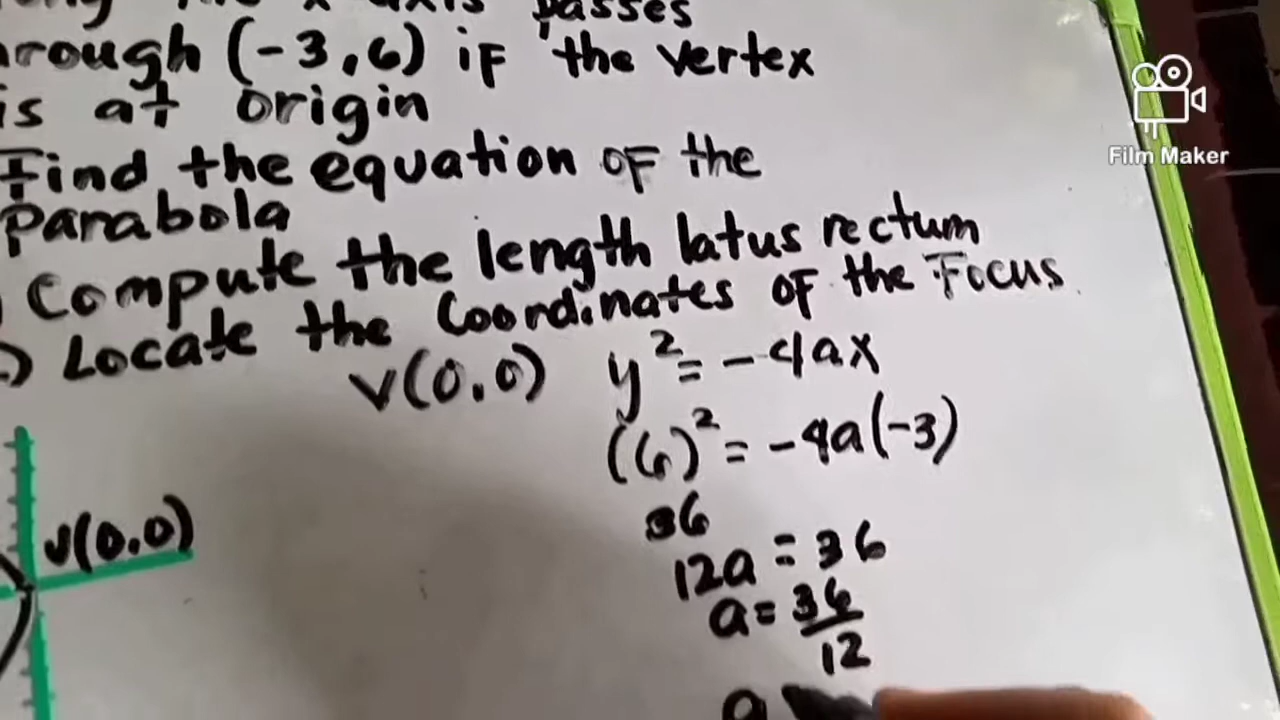 the x axis passes
(-3,6) if the vertex
is at origin
Find the equation of the
parabola
Compute the length latus rectum
Locate the Coordinates of the Focus
V(0,0) y² = -4ax
(6)² = -4a(-3)
36
12a = 36
a = 36/12
a
V(0,0)
Film Maker